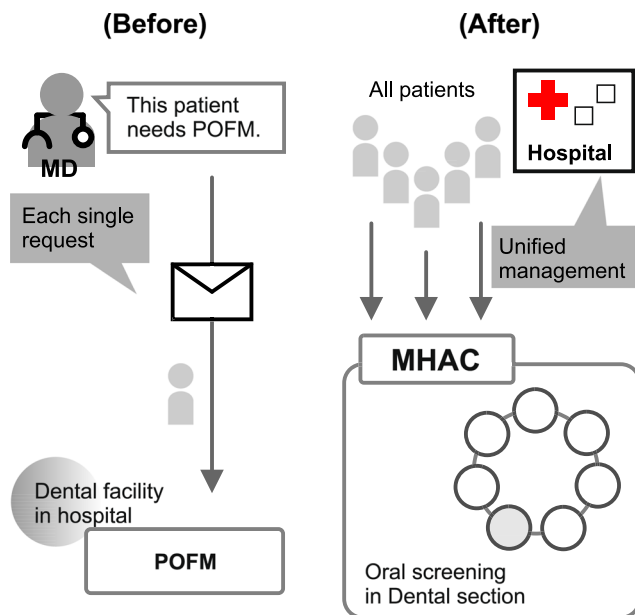 (Before)
This patient
needs POFM.
MD
Each single
request
Dental facility
in hospital
POFM
(After)
All patients
Hospital
Unified
management
MHAC
Oral screening
in Dental section